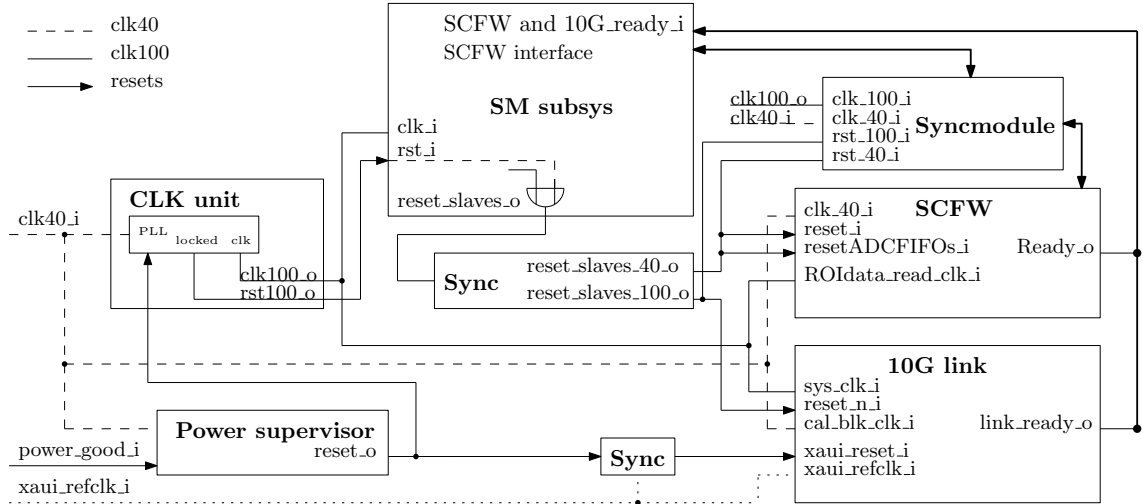 clk40
clk100
resets
SCFW and 10G_ready_i
SCFW interface
SM subsys
clk_i
rst_i
reset_slaves_o
clk100_o
clk40_i
clk_100_i
clk_40_i
rst_100_i
rst_40_i
Syncmodule
CLK unit
clk40_i
PLL
locked
clk
clk100_o
rst100_o
Sync
reset_slaves_40_o
reset_slaves_100_o
SCFW
clk_40_i
reset_i
resetADCFIFOs_i
ROIdata_read_clk_i
Ready_o
10G link
sys_clk_i
reset_n_i
cal_blk_clk_i
xaui_reset_i
xaui_refclk_i
link_ready_o
Power supervisor
reset_o
power_good_i
xaui_refclk_i
Sync